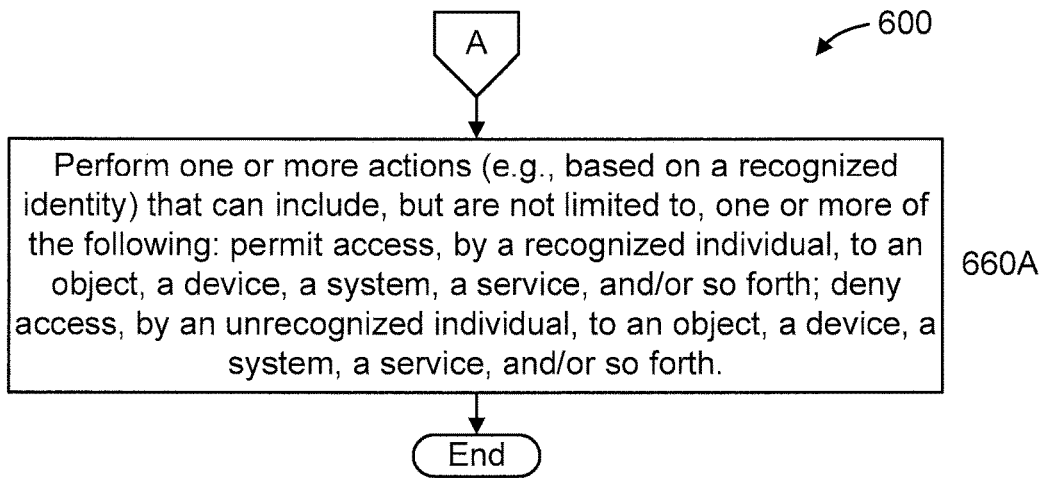 A
600
Perform one or more actions (e.g., based on a recognized
identity) that can include, but are not limited to, one or more of
the following: permit access, by a recognized individual, to an
object, a device, a system, a service, and/or so forth; deny
access, by an unrecognized individual, to an object, a device, a
system, a service, and/or so forth.
660A
End